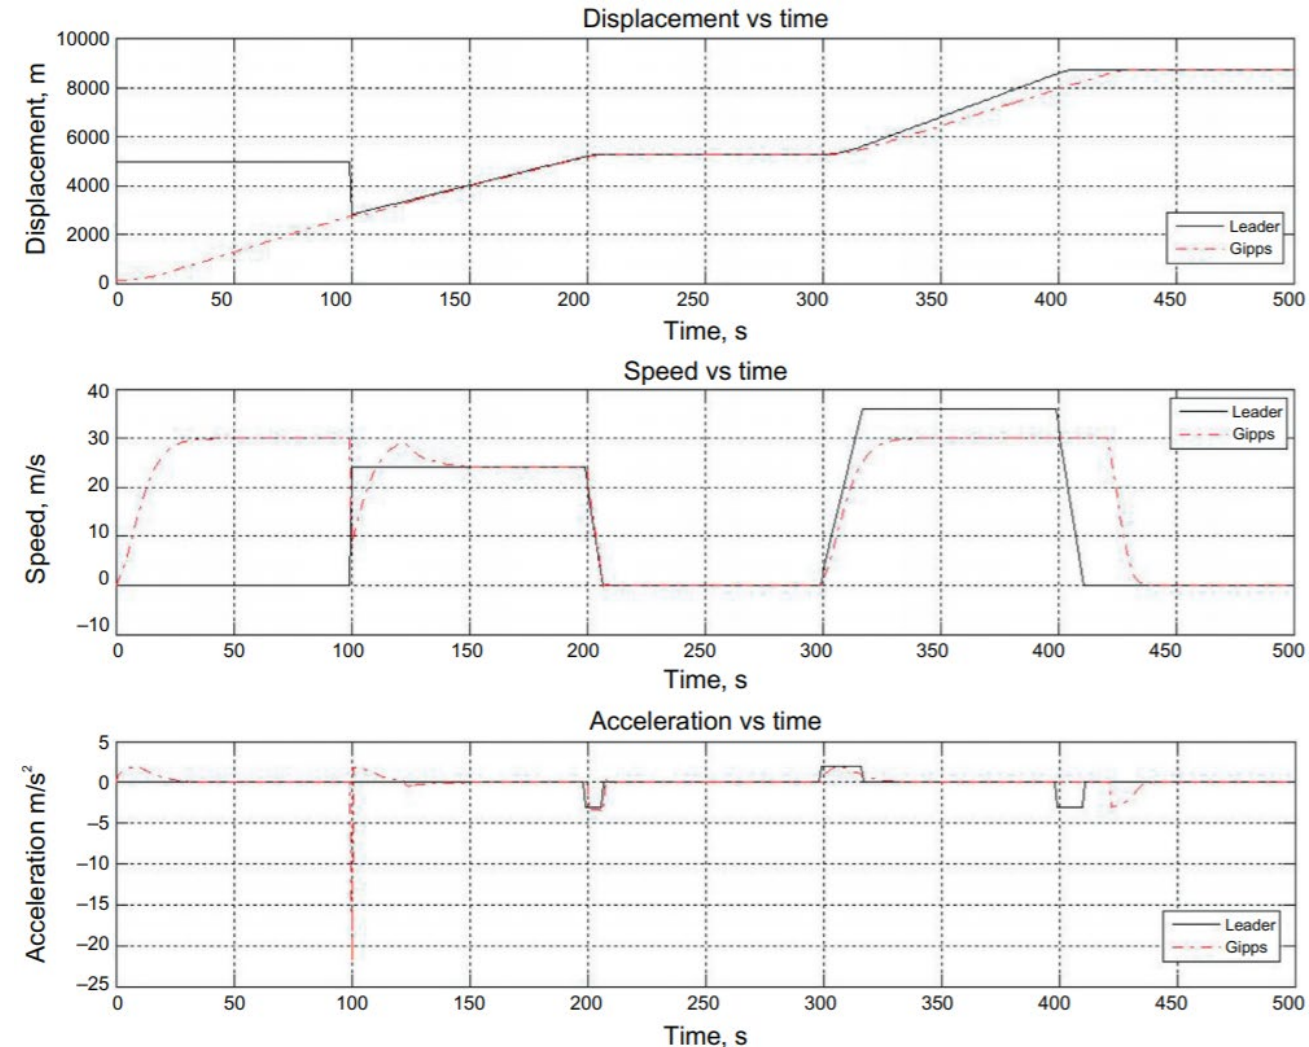 Displacement vs time
Displacement, m
10000
8000
6000
4000
2000
0
Leader
Gipps
0 50 100 150 200 250 300 350 400 450 500
Time, s
Speed vs time
Speed, m/s
40
30
20
10
0
–10
Leader
Gipps
0 50 100 150 200 250 300 350 400 450 500
Time, s
Acceleration vs time
Acceleration m/s²
5
0
–5
–10
–15
–20
–25
Leader
Gipps
0 50 100 150 200 250 300 350 400 450 500
Time, s